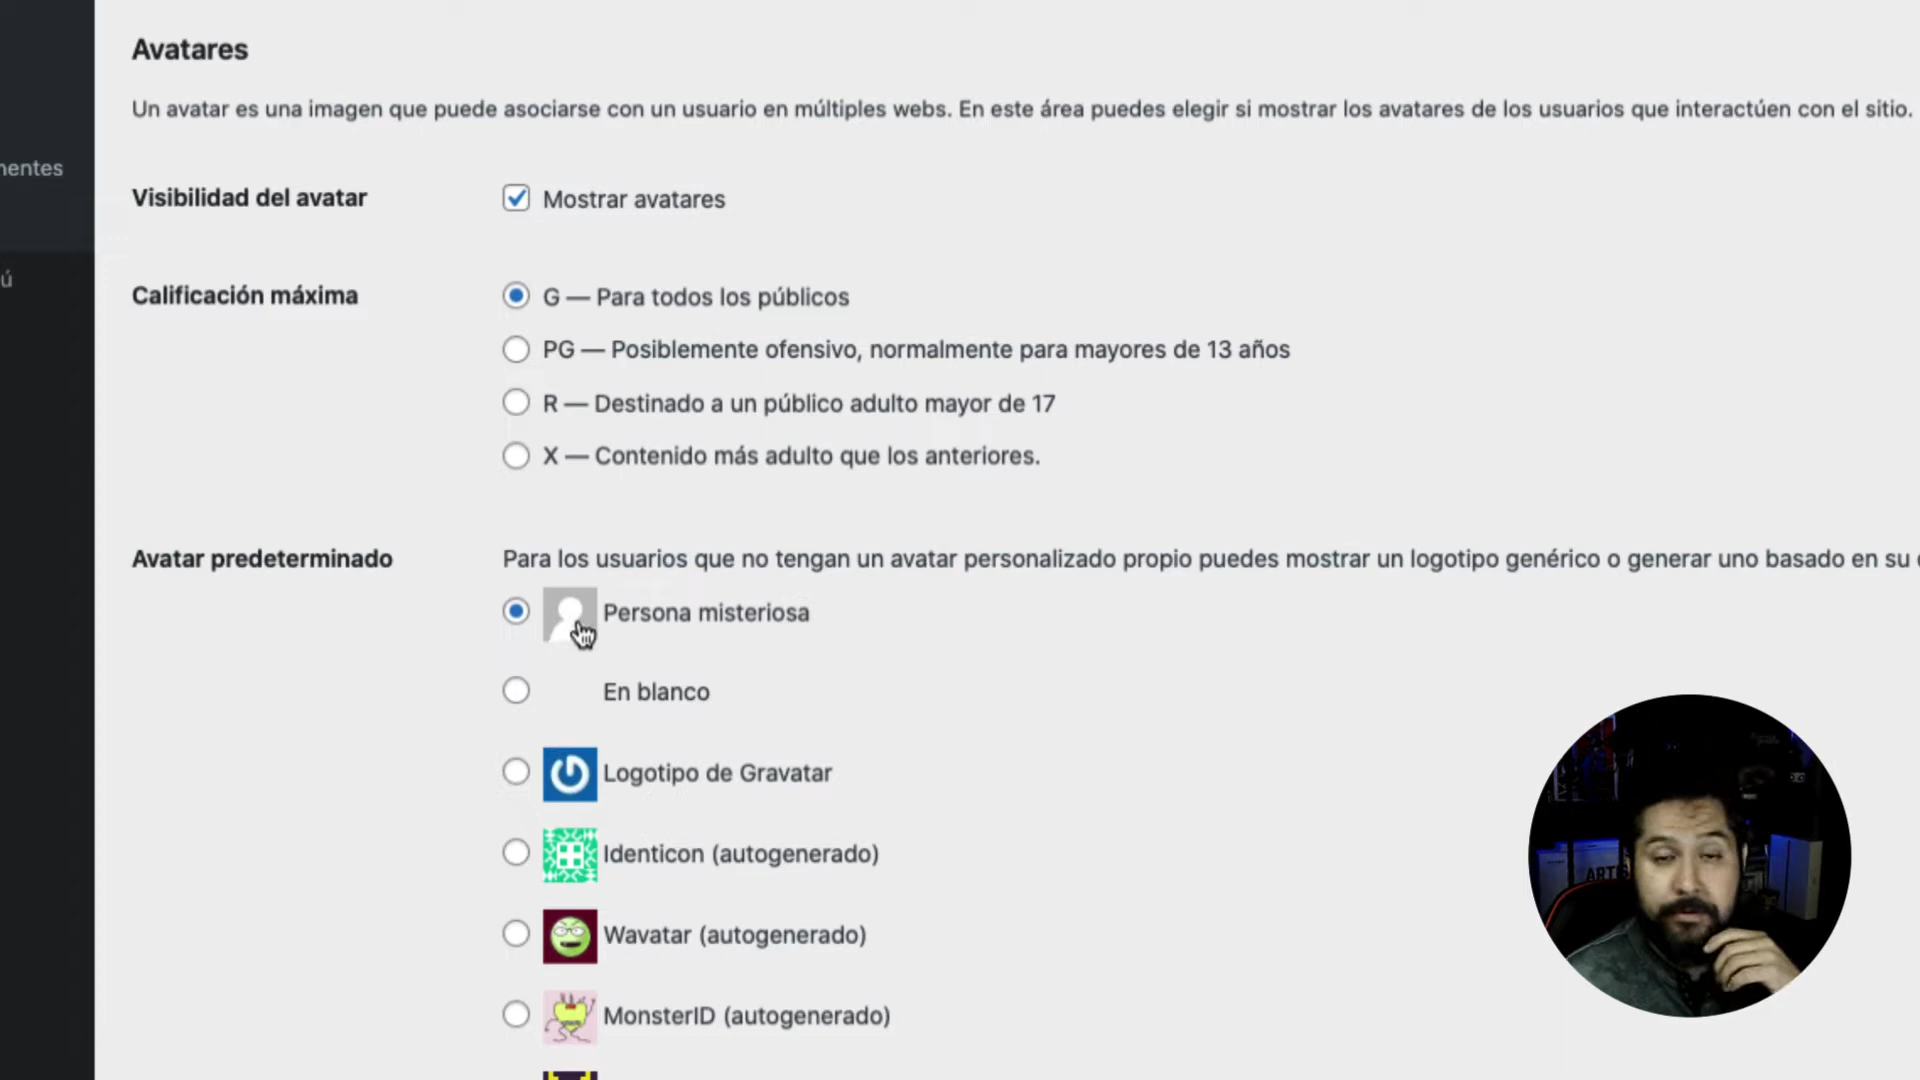 Avatares
Un avatar es una imagen que puede asociarse con un usuario en múltiples webs. En este área puedes elegir si mostrar los avatares de los usuarios que interactúen con el sitio.
nentes
Visibilidad del avatar
Mostrar avatares
ú
Calificación máxima
G — Para todos los públicos
PG — Posiblemente ofensivo, normalmente para mayores de 13 años
R — Destinado a un público adulto mayor de 17
X — Contenido más adulto que los anteriores.
Avatar predeterminado
Para los usuarios que no tengan un avatar personalizado propio puedes mostrar un logotipo genérico o generar uno basado en su
Persona misteriosa
En blanco
Logotipo de Gravatar
Identicon (autogenerado)
Wavatar (autogenerado)
MonsterID (autogenerado)